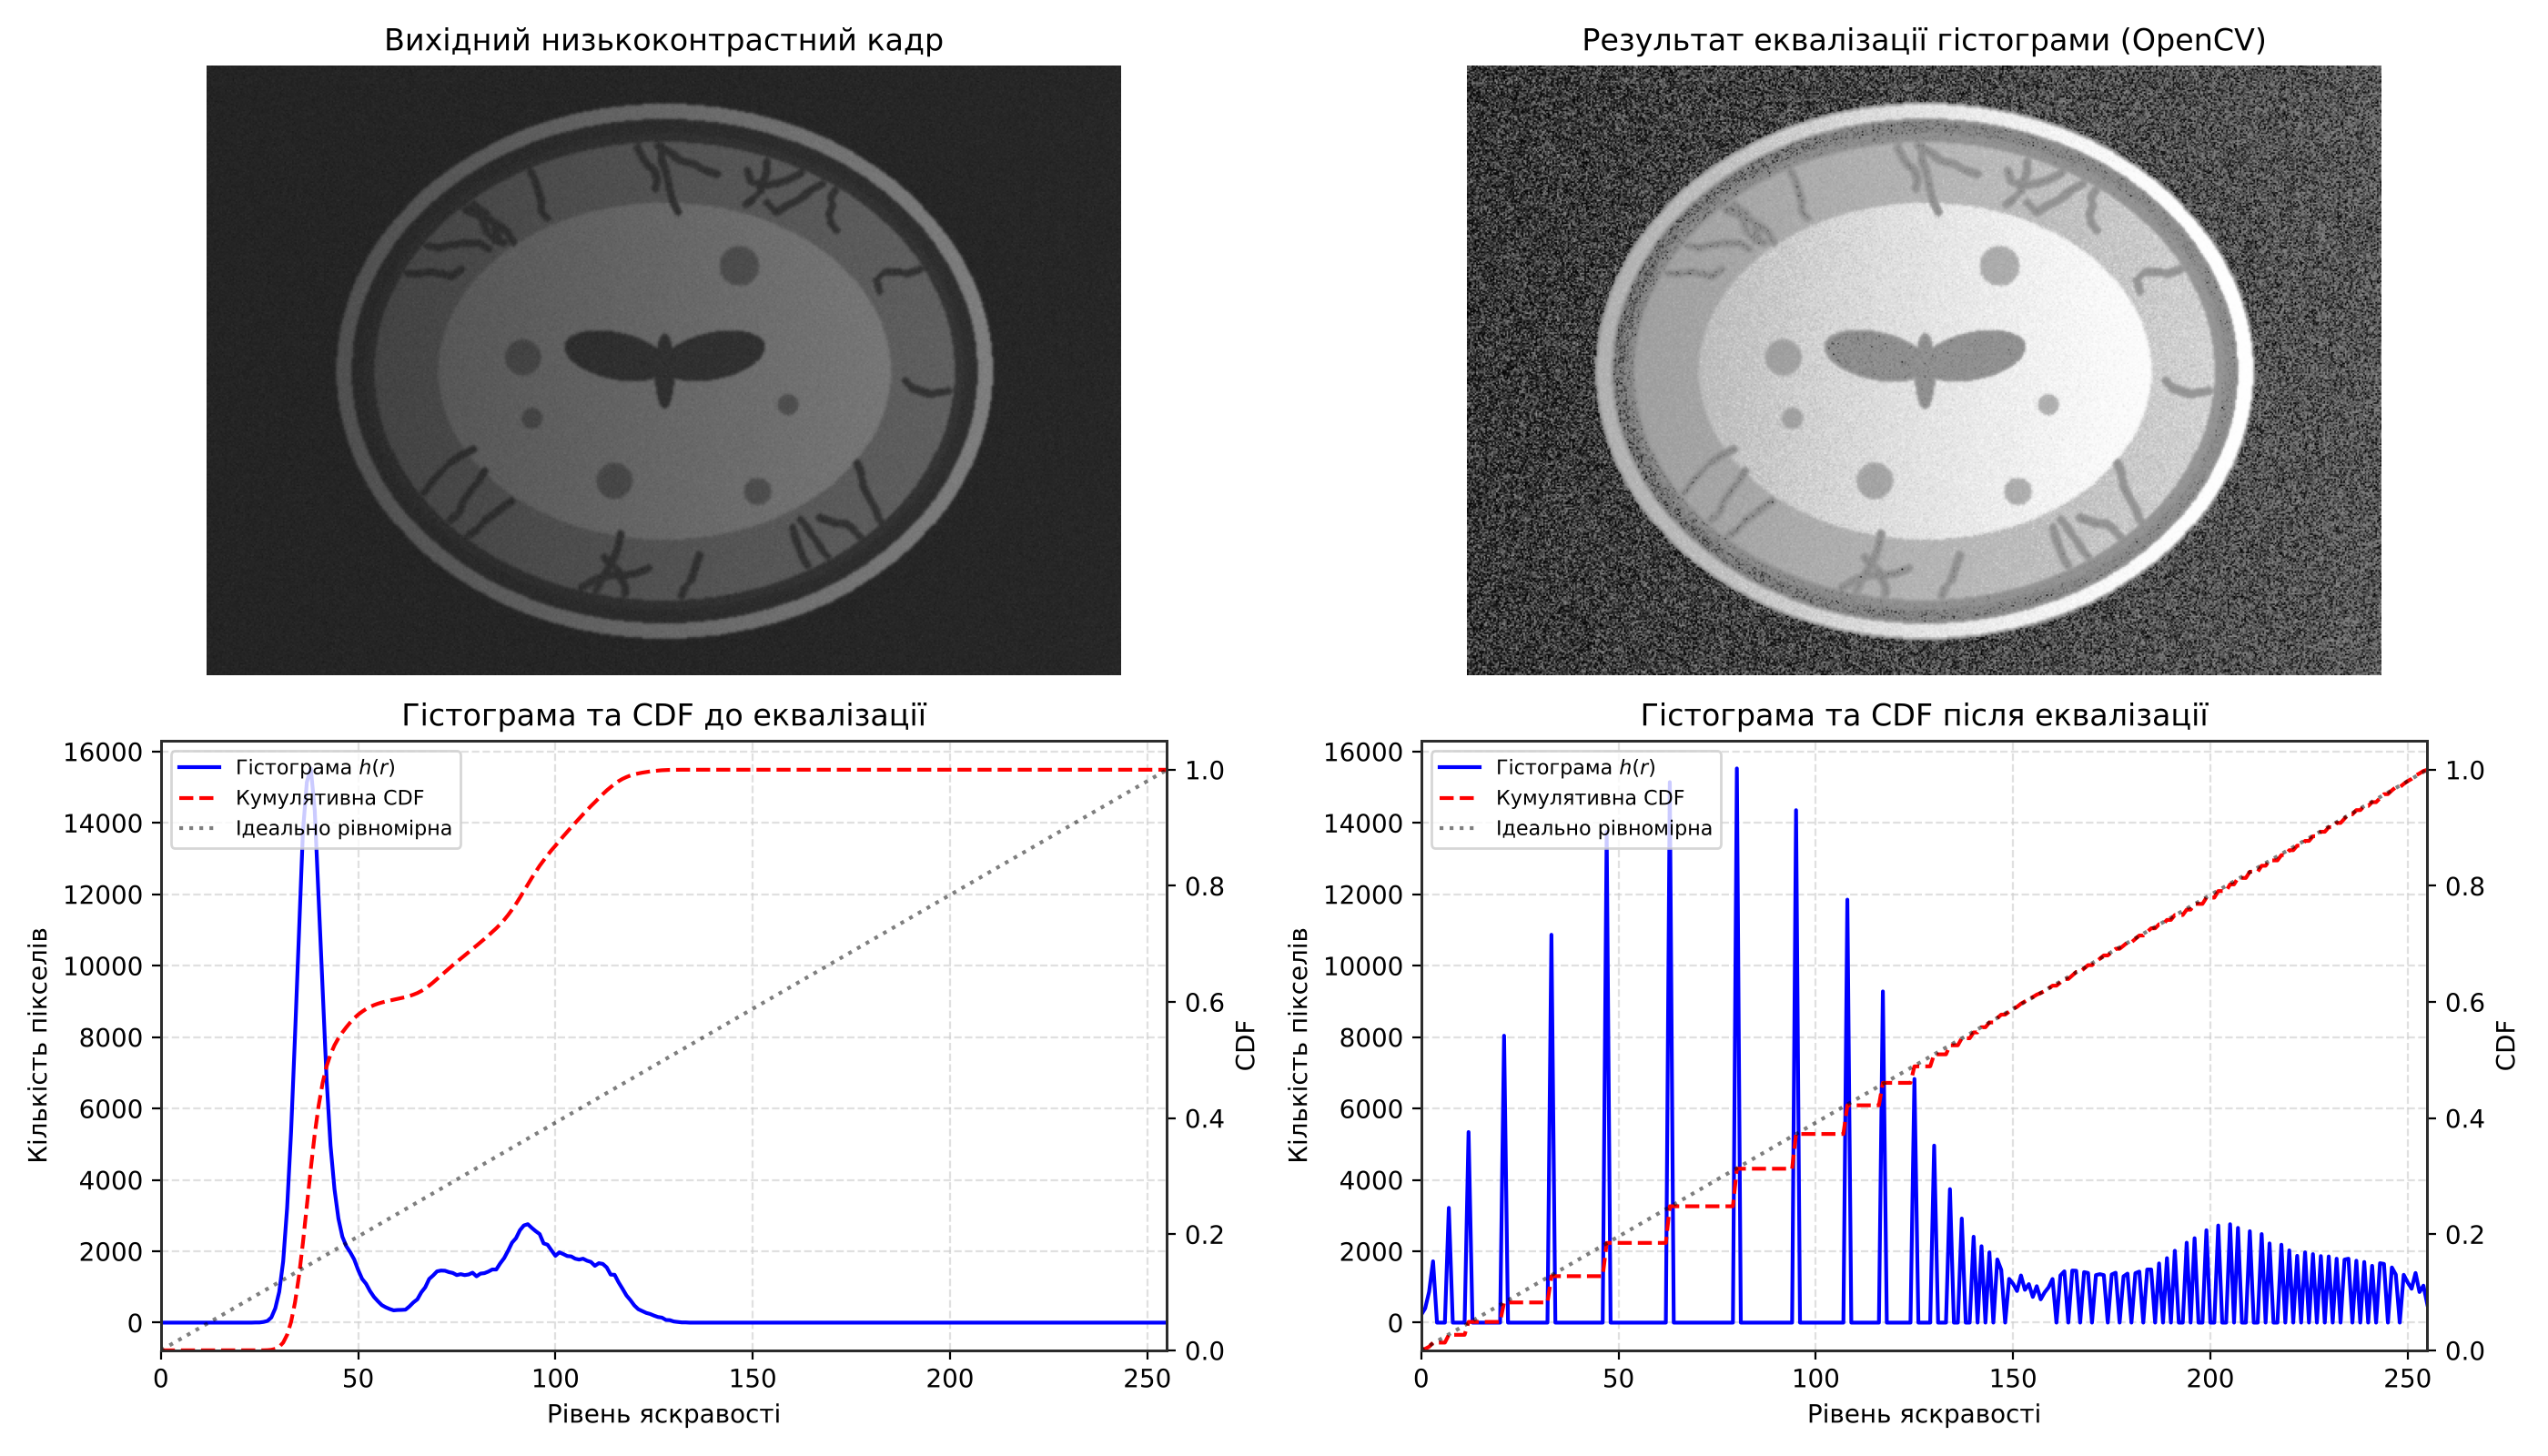 Вихідний низькоконтрастний кадр
Результат еквалізації гістограми (OpenCV)
Гістограма та CDF до еквалізації
16000
14000
12000
10000
8000
6000
4000
2000
0
Кількість пікселів
Гістограма h(r)
Кумулятивна CDF
Ідеально рівномірна
1.0
0.8
0.6
0.4
0.2
0.0
CDF
0 50 100 150 200 250
Рівень яскравості
Гістограма та CDF після еквалізації
16000
14000
12000
10000
8000
6000
4000
2000
0
Кількість пікселів
Гістограма h(r)
Кумулятивна CDF
Ідеально рівномірна
1.0
0.8
0.6
0.4
0.2
0.0
CDF
0 50 100 150 200 250
Рівень яскравості